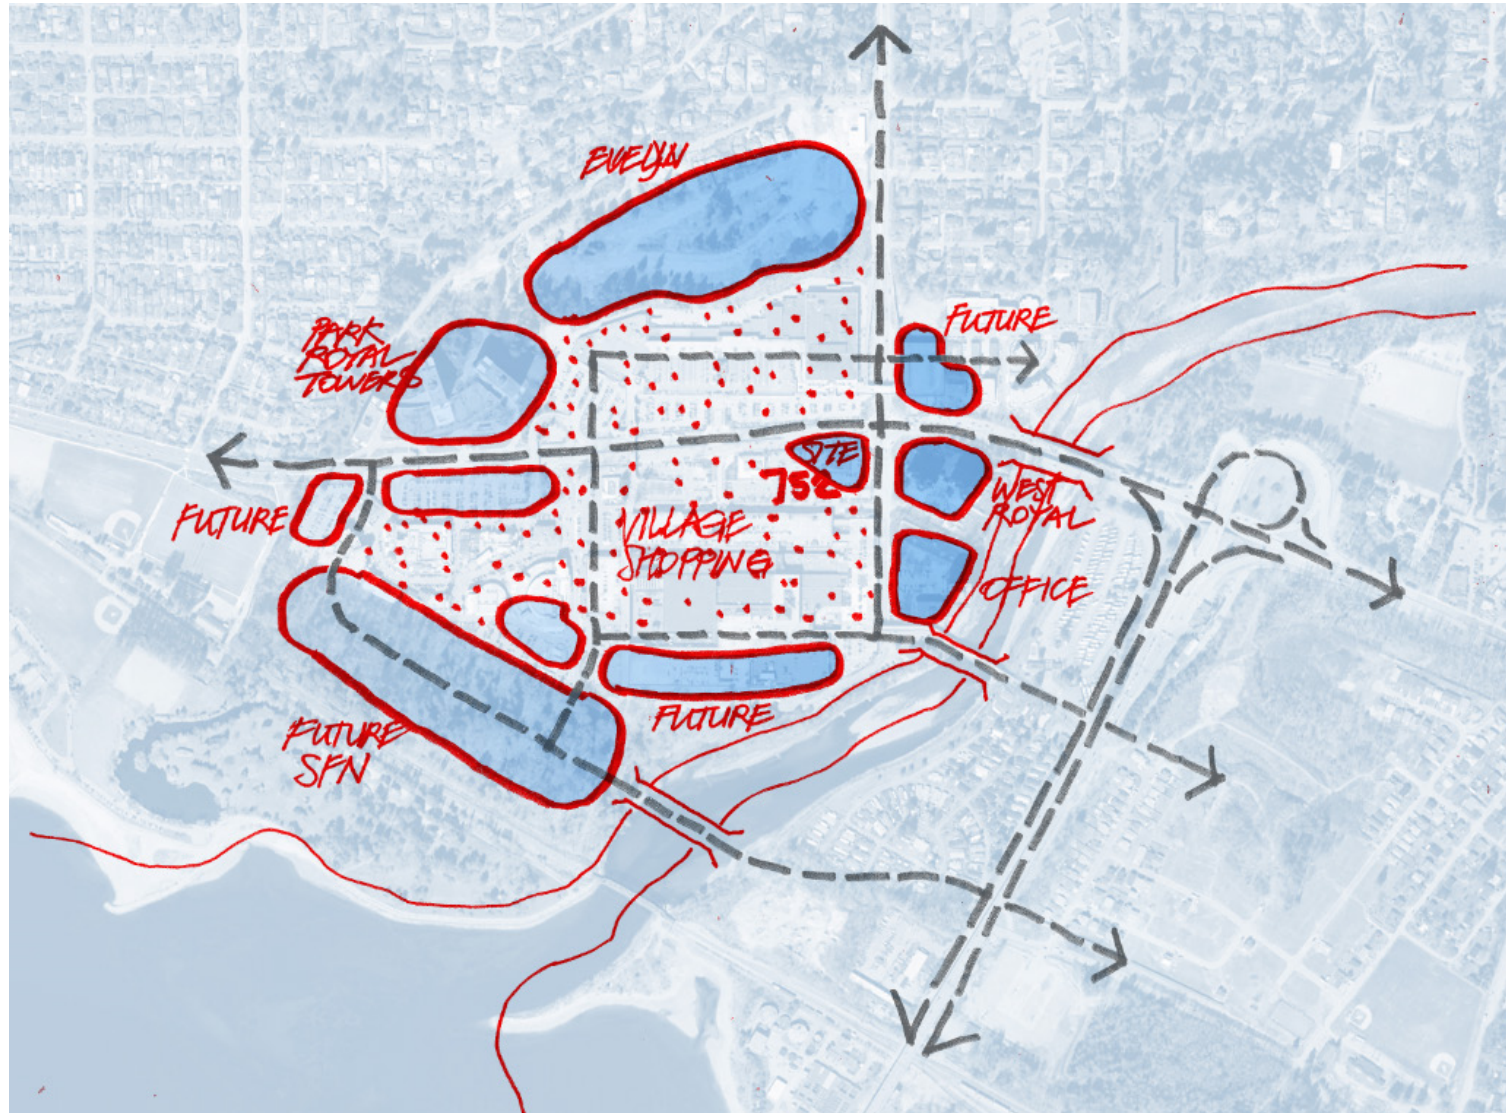 EVELYN
FUTURE
PARK
ROYAL
TOWERS
SITE
752
WEST
ROYAL
FUTURE
VILLAGE
SHOPPING
OFFICE
FUTURE
FUTURE
SFN